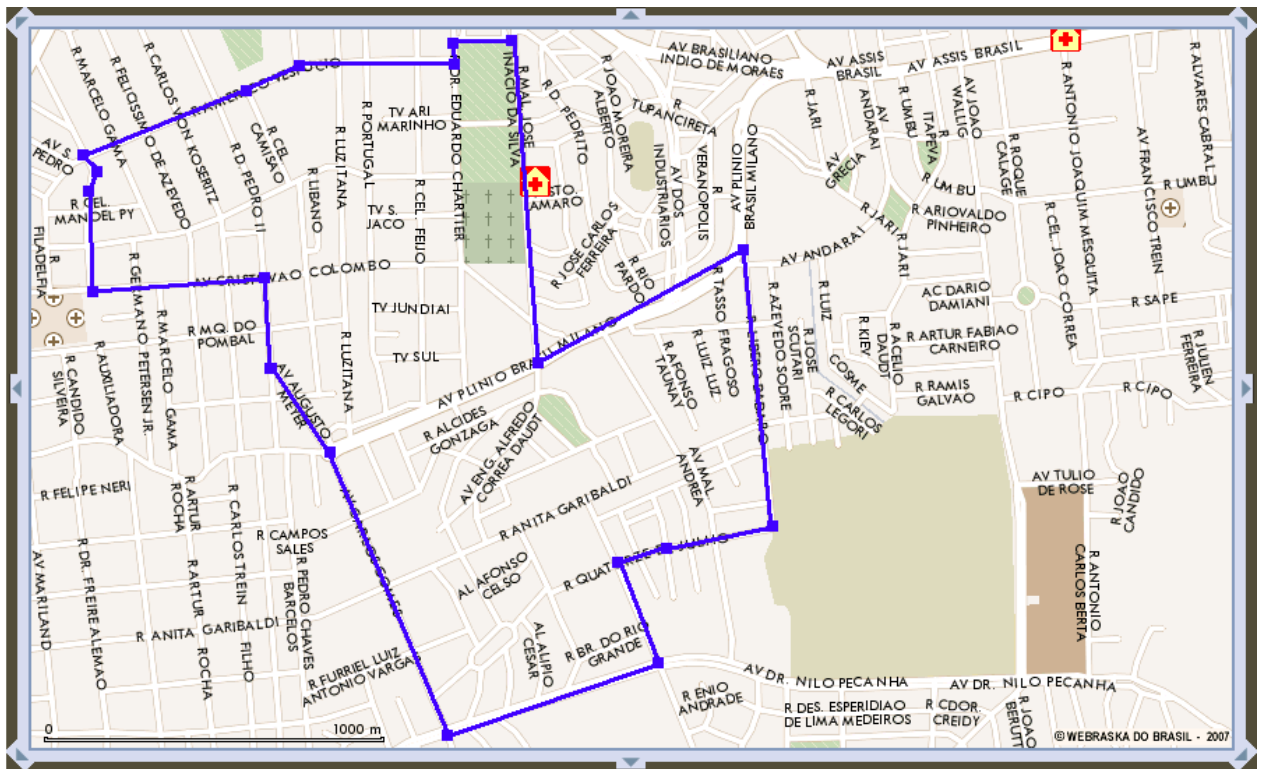 AV BRASILIANO
INDIO DE MORAES
AV ASSIS
BRASIL
AV ASSIS BRASIL
R MARCELO GAMA
R FELICISSIMO DE AZEVEDO
R CARLOS VON KOSERITZ
R CEL
CAMISAO
R D. PEDRO II
R LIBANO
R LUZITANA
R PORTUGAL
TV ARI
MARINHO
DR. EDUARDO CHARTIER
INACIO DA SILVA
R MAL JOSE
R D. PEDRITO
R JOAO MOREIRA
ALBERTO
R
TUPANCIRETA
R JARI
AV
ANDARAI
R UMBU
R
ITAPEVA
AV JOAO
WALLIG
R ROQUE
CALAGE
R ANTONIO JOAQUIM MESQUITA
AV FRANCISCO TREIN
R ALVARES CABRAL
AV S.
PEDRO
R CEL.
MANOEL PY
TV S.
JACO
R CEL. FEIJO
R JOSE CARLOS
FERREIRA
AV DOS
INDUSTRIARIOS
R
VERANOPOLIS
AV PLINIO
BRASIL MILANO
AV
GRECIA
R UMBU
R UMBU
R ARIOVALDO
PINHEIRO
R JARI
R JARI
R CEL. JOAO CORREA
R
FILADELFIA
R GERMANO PETERSEN JR.
AV CRISTOVAO COLOMBO
R RIO
PARDO
AV ANDARAI
AC DARIO
DAMIANI
R SAPE
R MARCELO GAMA
R MQ. DO
POMBAL
TV JUNDIAI
R TASSO FRAGOSO
R LIBERO BADARO
R AZEVEDO SODRE
R LUIZ
R JOSE
SCUTARI
COSME
R KIEV
R ACELIO
DAUDT
R ARTUR FABIAO
CARNEIRO
R JULIEN
FERREIRA
R CANDIDO
SILVEIRA
R AUXILIADORA
R LUZITANA
TV SUL
AV PLINIO BRASIL MILANO
R AFONSO
TAUNAY
R LUIZ LUZ
R CARLOS
LEGORI
R RAMIS
GALVAO
R CIPO
R CIPO
AV AUGUSTO
MEYER
R ALCIDES
GONZAGA
AV ENG. ALFREDO
CORREA DAUDT
AV MAL
ANDREA
R FELIPE NERI
R ARTUR
ROCHA
R CARLOS TREIN
FILHO
AV CARLOS GOMES
R ANITA GARIBALDI
AV TULIO
DE ROSE
R JOAO
CANDIDO
AV MARILAND
R DR. FREIRE ALEMAO
R CAMPOS
SALES
R PEDRO CHAVES
BARCELOS
AL AFONSO
CELSO
R QUATORZE DE JULHO
R ANTONIO
CARLOS BERTA
R ANITA GARIBALDI
R ARTUR
ROCHA
R FURRIEL LUIZ
ANTONIO VARGAS
AL ALIPIO
CESAR
R BR. DO RIO
GRANDE
AV DR. NILO PECANHA
AV DR. NILO PECANHA
R ENIO
ANDRADE
R DES. ESPERIDIAO
DE LIMA MEDEIROS
R CDOR.
CREIDY
R JOAO
BERUTT
0 1000 m
© WEBRASKA DO BRASIL - 2007